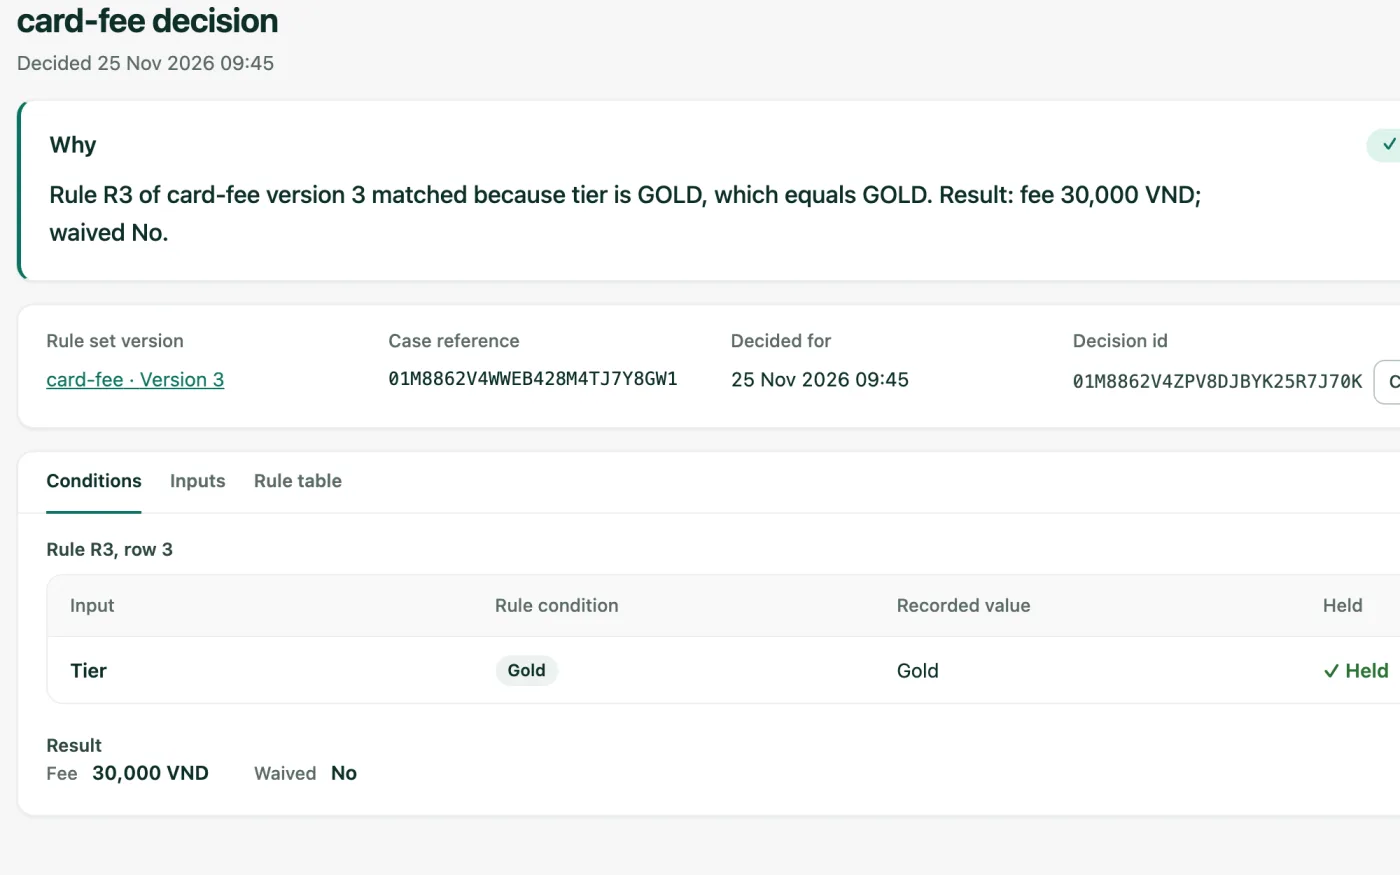 card-fee decision
Decided 25 Nov 2026 09:45
Why
Rule R3 of card-fee version 3 matched because tier is GOLD, which equals GOLD. Result: fee 30,000 VND;
waived No.
Rule set version
card-fee · Version 3
Case reference
01M8862V4WWEB428M4TJ7Y8GW1
Decided for
25 Nov 2026 09:45
Decision id
01M8862V4ZPV8DJBYK25R7J70K
Conditions Inputs Rule table
Rule R3, row 3
Input Rule condition Recorded value Held
Tier Gold Gold ✓ Held
Result
Fee 30,000 VND Waived No